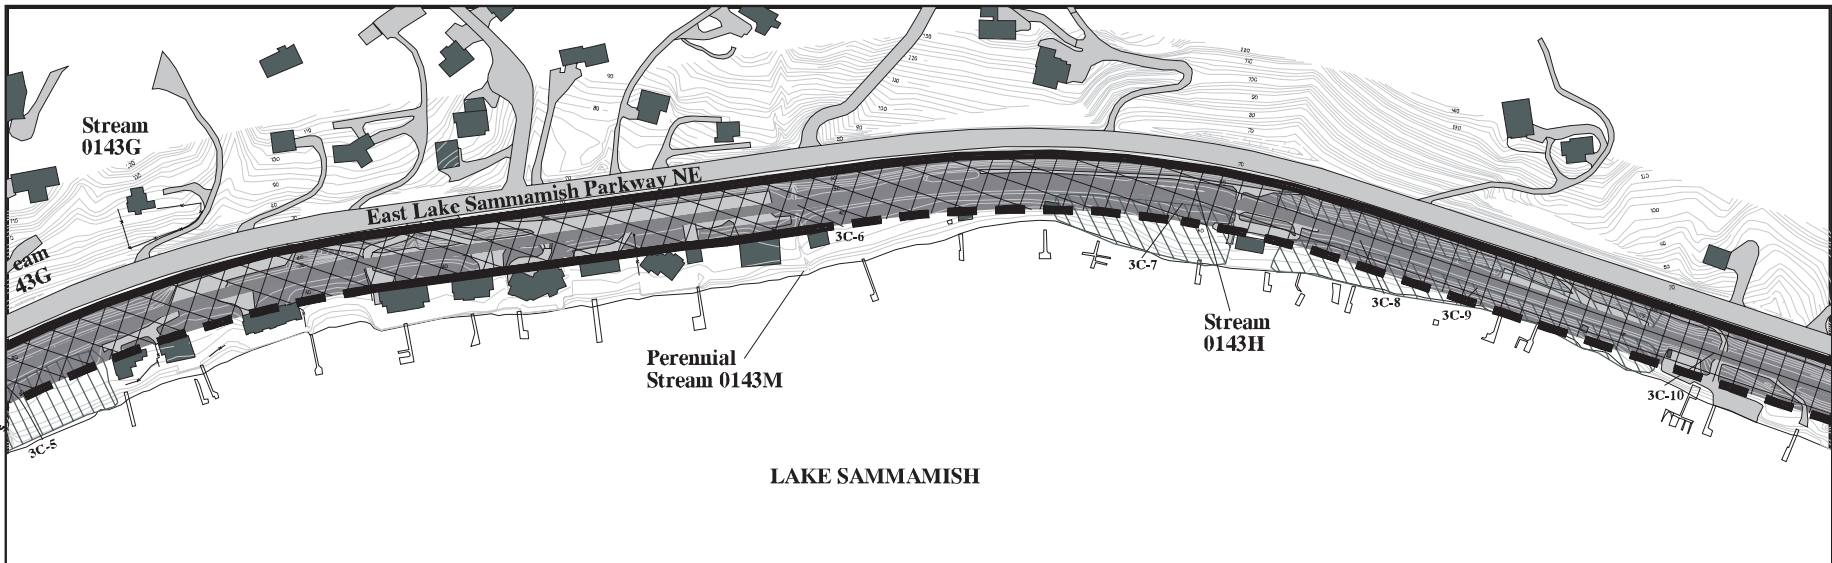 Stream
0143G
East Lake Sammamish Parkway NE
eam
43G
3C-5
3C-6
3C-7
3C-8
3C-9
3C-10
Perennial
Stream 0143M
Stream
0143H
LAKE SAMMAMISH